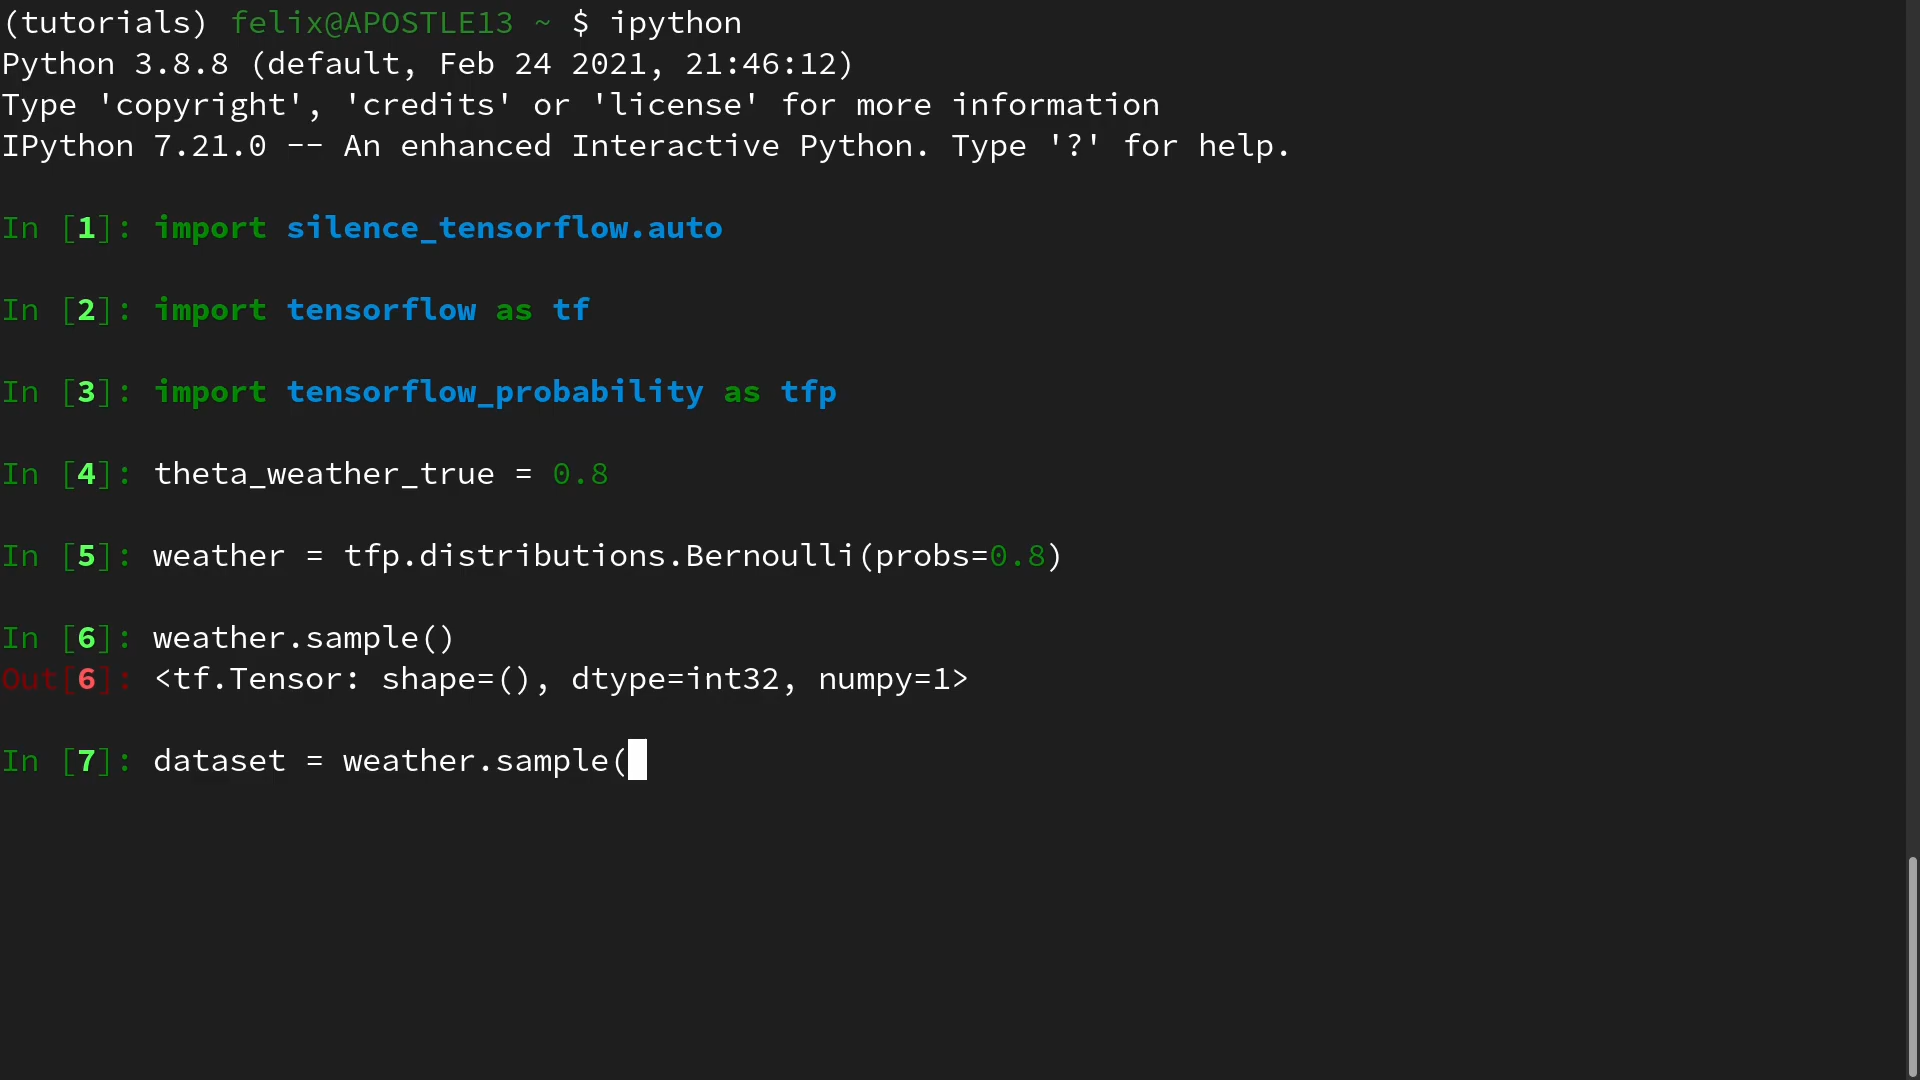 (tutorials) felix@APOSTLE13 ~ $ ipython
Python 3.8.8 (default, Feb 24 2021, 21:46:12)
Type 'copyright', 'credits' or 'license' for more information
IPython 7.21.0 -- An enhanced Interactive Python. Type '?' for help.
In [1]: import silence_tensorflow.auto
In [2]: import tensorflow as tf
In [3]: import tensorflow_probability as tfp
In [4]: theta_weather_true = 0.8
In [5]: weather = tfp.distributions.Bernoulli(probs=0.8)
In [6]: weather.sample()
Out[6]: <tf.Tensor: shape=(), dtype=int32, numpy=1>
In [7]: dataset = weather.sample(